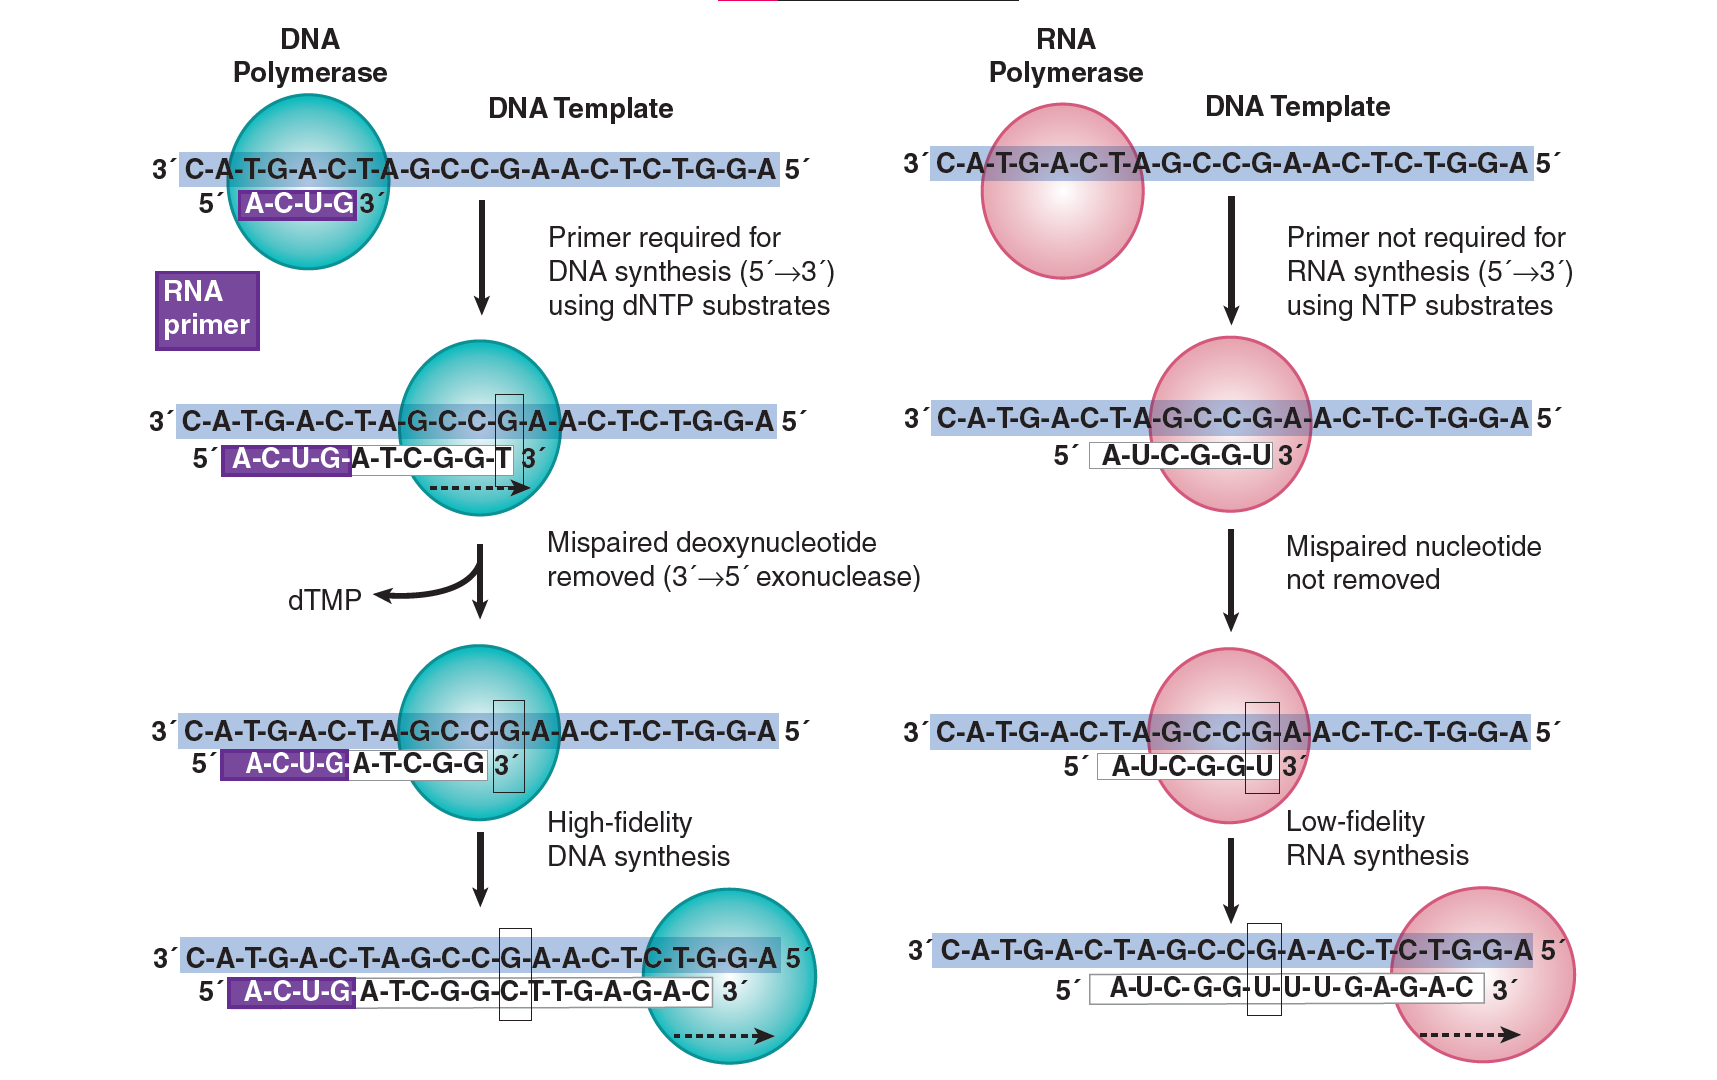 DNA
Polymerase
DNA Template
3´ C-A-T-G-A-C-T-A-G-C-C-G-A-A-C-T-C-T-G-G-A 5´
5´ A-C-U-G 3´
RNA
primer
Primer required for
DNA synthesis (5´→3´)
using dNTP substrates
3´ C-A-T-G-A-C-T-A-G-C-C-G-A-A-C-T-C-T-G-G-A 5´
5´ A-C-U-G-A-T-C-G-G-T 3´
Mispaired deoxynucleotide
removed (3´→5´ exonuclease)
dTMP
3´ C-A-T-G-A-C-T-A-G-C-C-G-A-A-C-T-C-T-G-G-A 5´
5´ A-C-U-G-A-T-C-G-G 3´
High-fidelity
DNA synthesis
3´ C-A-T-G-A-C-T-A-G-C-C-G-A-A-C-T-C-T-G-G-A 5´
5´ A-C-U-G-A-T-C-G-G-C-T-T-G-A-G-A-C 3´
RNA
Polymerase
DNA Template
3´ C-A-T-G-A-C-T-A-G-C-C-G-A-A-C-T-C-T-G-G-A 5´
Primer not required for
RNA synthesis (5´→3´)
using NTP substrates
3´ C-A-T-G-A-C-T-A-G-C-C-G-A-A-C-T-C-T-G-G-A 5´
5´ A-U-C-G-G-U 3´
Mispaired nucleotide
not removed
3´ C-A-T-G-A-C-T-A-G-C-C-G-A-A-C-T-C-T-G-G-A 5´
5´ A-U-C-G-G-U 3´
Low-fidelity
RNA synthesis
3´ C-A-T-G-A-C-T-A-G-C-C-G-A-A-C-T-C-T-G-G-A 5´
5´ A-U-C-G-G-U-U-U-G-A-G-A-C 3´